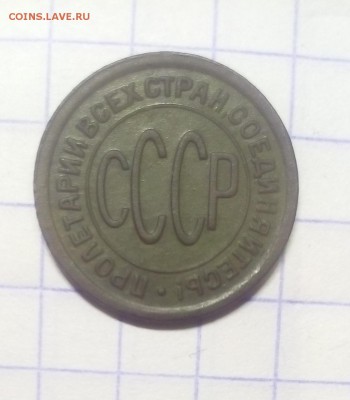 COINS.LAVE.RU
ПРОЛЕТАРИИ ВСЕХ СТРАН, СОЕДИНЯЙТЕСЬ!
СССР